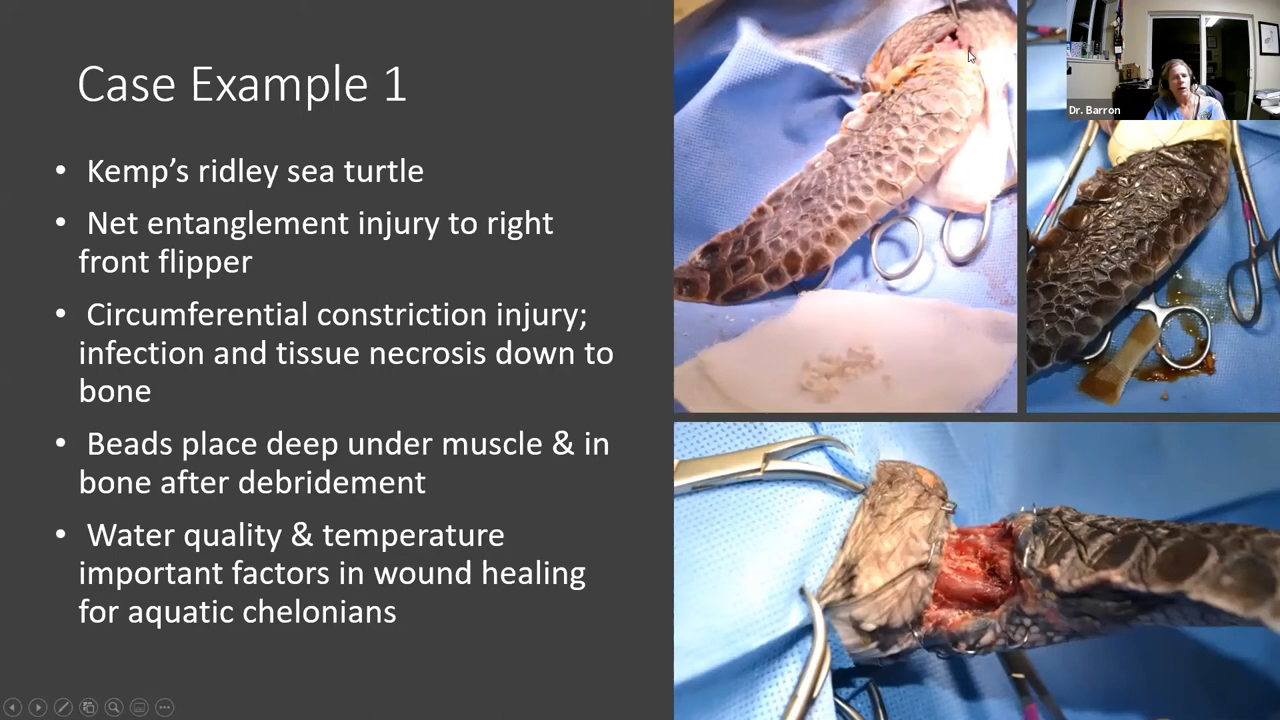 Case Example 1
• Kemp’s ridley sea turtle
• Net entanglement injury to right
front flipper
• Circumferential constriction injury;
infection and tissue necrosis down to
bone
• Beads place deep under muscle & in
bone after debridement
• Water quality & temperature
important factors in wound healing
for aquatic chelonians
Dr. Barron